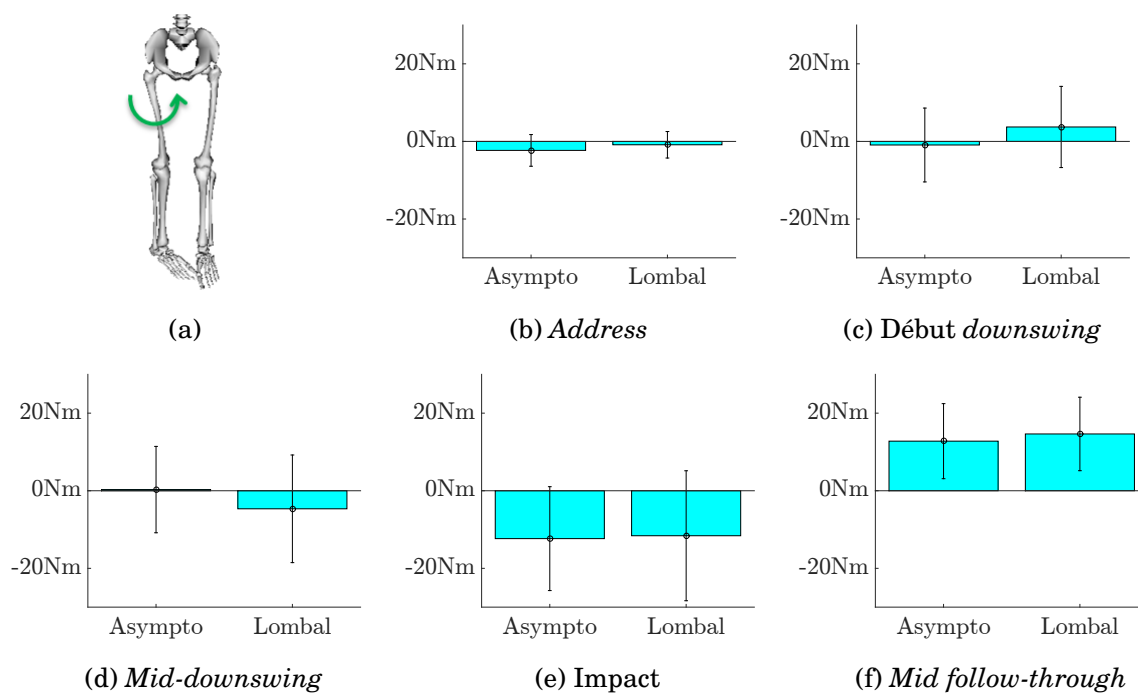 20Nm
0Nm
-20Nm
Asympto Lombal
20Nm
0Nm
-20Nm
Asympto Lombal
(a)
(b) Address
(c) Début downswing
20Nm
0Nm
-20Nm
Asympto Lombal
20Nm
0Nm
-20Nm
Asympto Lombal
20Nm
0Nm
-20Nm
Asympto Lombal
(d) Mid-downswing
(e) Impact
(f) Mid follow-through